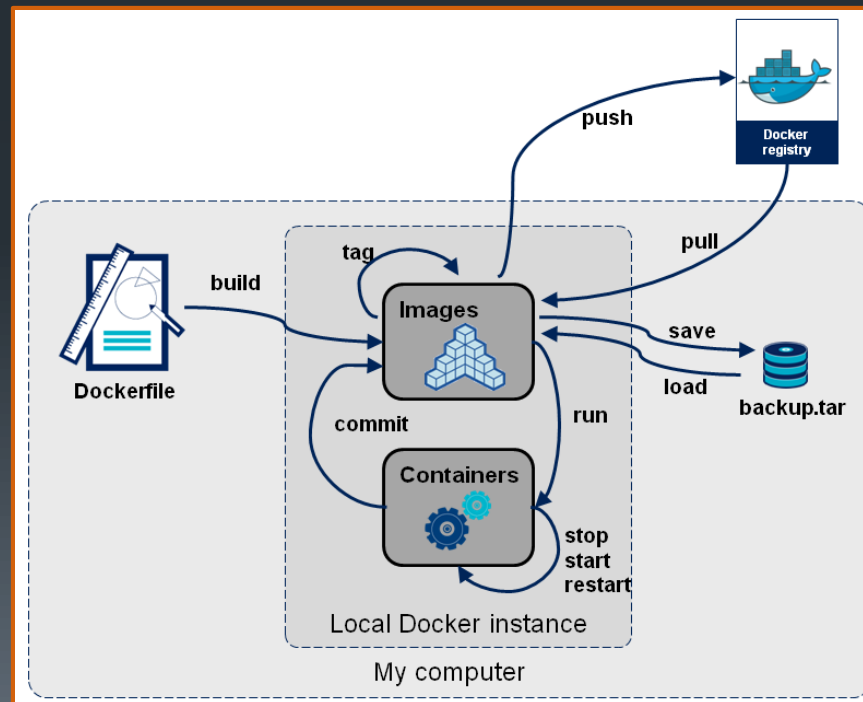 push
Docker
registry
pull
tag
build
Images
save
load
Dockerfile
backup.tar
commit
run
Containers
stop
start
restart
Local Docker instance
My computer